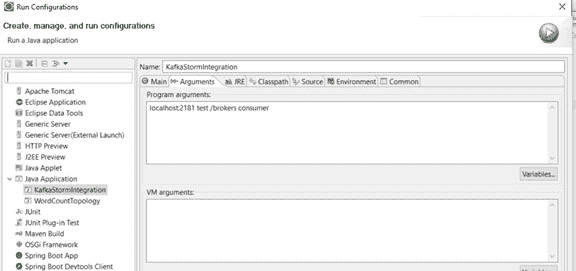 Run Configurations
Create, manage, and run configurations
Run a Java application
Name: KafkaStormIntegration
Main Arguments JRE Classpath Source Environment Common
Program arguments:
localhost:2181 test /brokers consumer
Variables...
VM arguments:
Apache Tomcat
Eclipse Application
Eclipse Data Tools
Generic Server
Generic Server(External Launch)
HTTP Preview
J2EE Preview
Java Applet
Java Application
KafkaStormIntegration
WordCountTopology
JUnit
JUnit Plug-in Test
Maven Build
OSGi Framework
Spring Boot App
Spring Boot Devtools Client